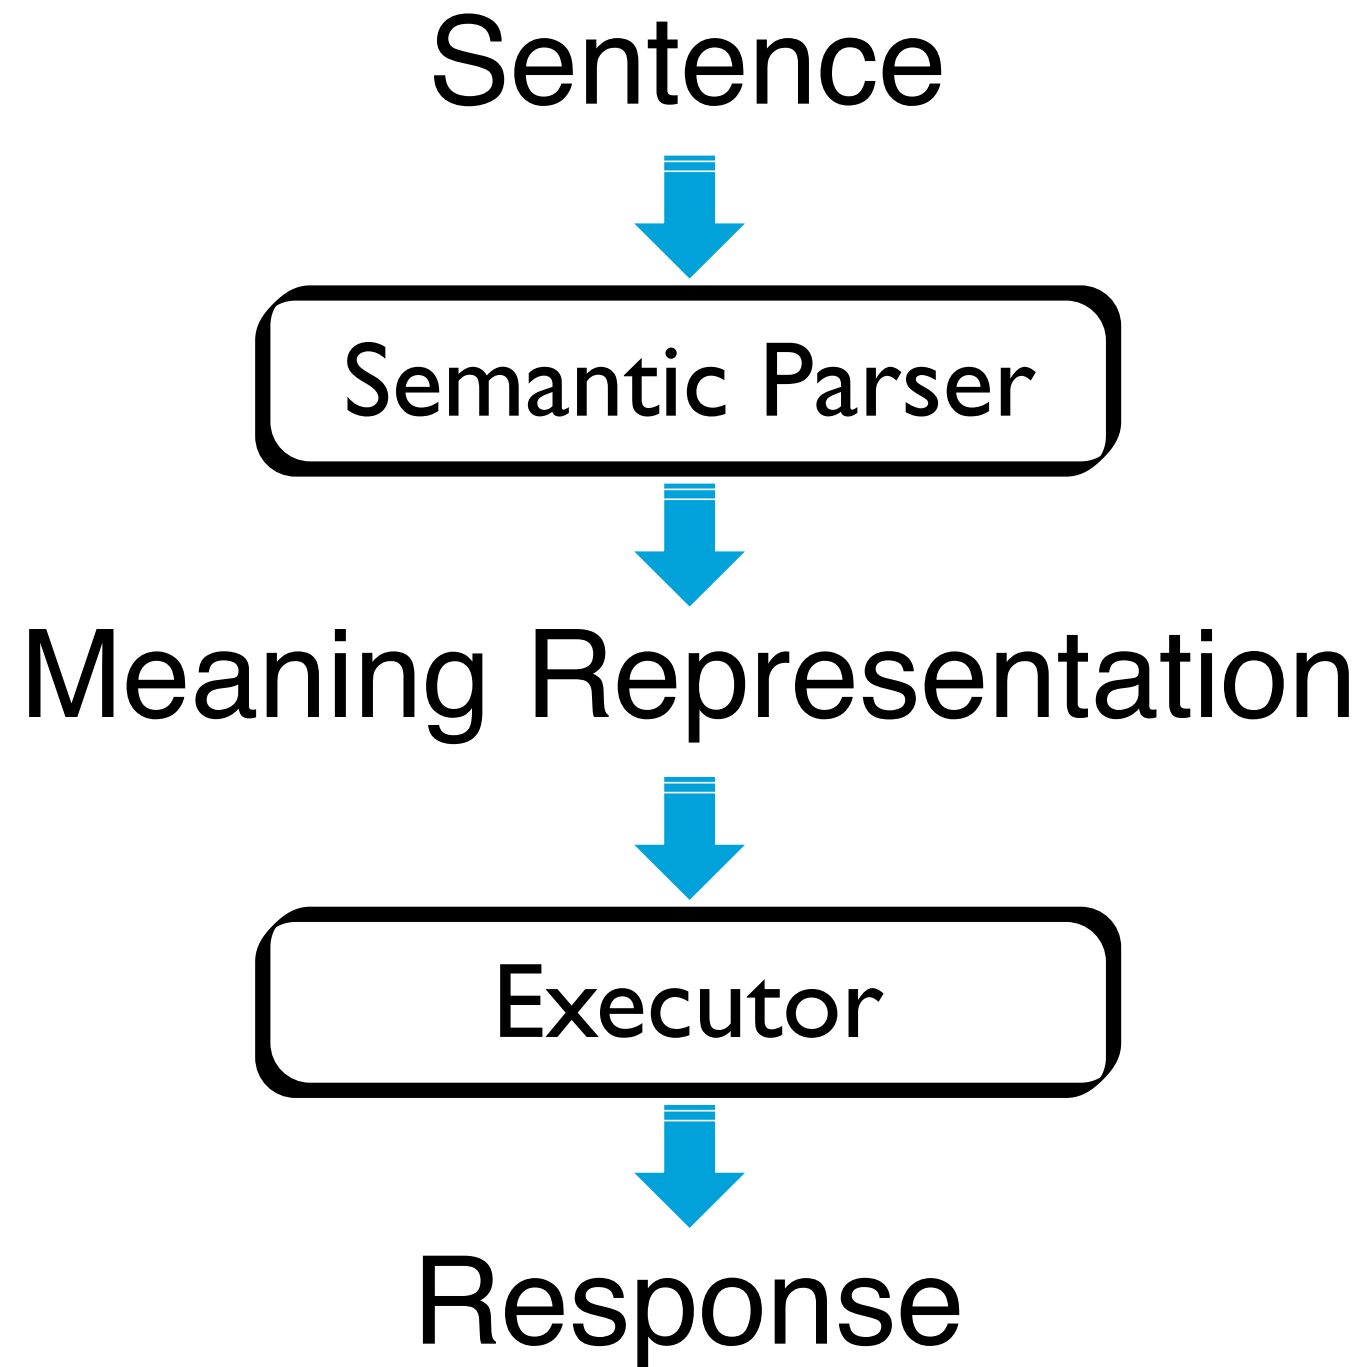 Sentence
Semantic Parser
Meaning Representation
Executor
Response